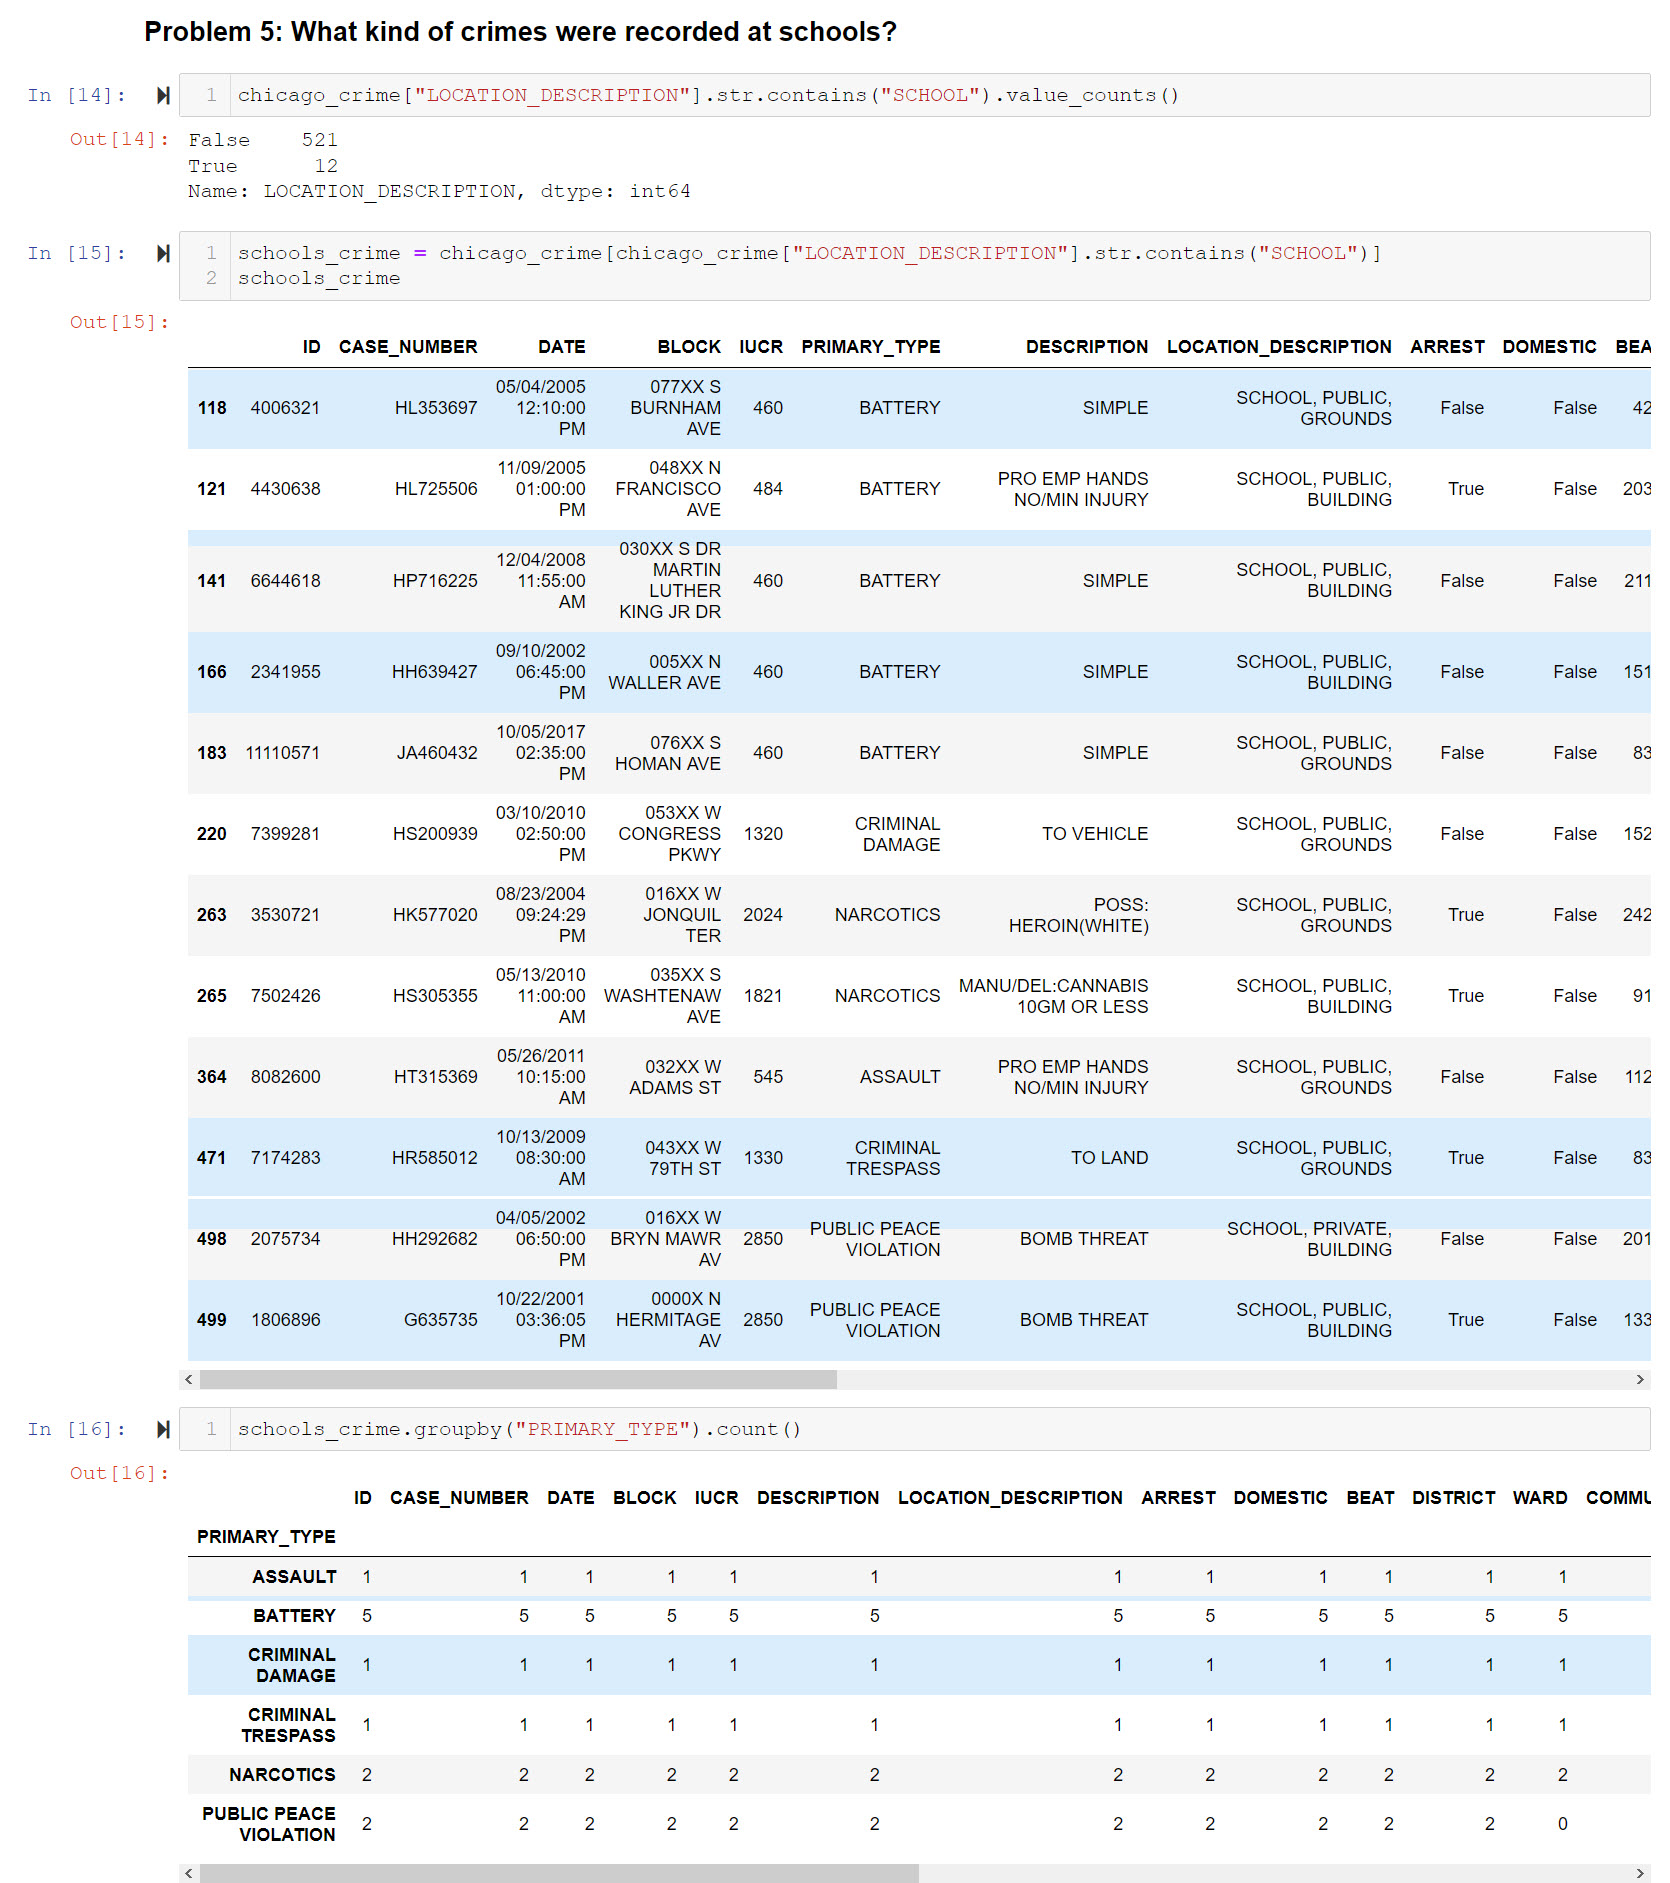 Problem 5: What kind of crimes were recorded at schools?
In [14]: 1 chicago_crime["LOCATION_DESCRIPTION"].str.contains("SCHOOL").value_counts()
Out[14]: False 521
True 12
Name: LOCATION_DESCRIPTION, dtype: int64
In [15]: 1 schools_crime = chicago_crime[chicago_crime["LOCATION_DESCRIPTION"].str.contains("SCHOOL")]
2 schools_crime
Out[15]:
ID CASE_NUMBER DATE BLOCK IUCR PRIMARY_TYPE DESCRIPTION LOCATION_DESCRIPTION ARREST DOMESTIC BEA
05/04/2005 077XX S
SCHOOL, PUBLIC,
118 4006321 HL353697 12:10:00 BURNHAM 460 BATTERY SIMPLE False False 42
GROUNDS
PM AVE
11/09/2005 048XX N
PRO EMP HANDS SCHOOL, PUBLIC,
121 4430638 HL725506 01:00:00 FRANCISCO 484 BATTERY True False 203
NO/MIN INJURY BUILDING
PM AVE
030XX S DR
12/04/2008 MARTIN SCHOOL, PUBLIC,
141 6644618 HP716225 11:55:00 460 BATTERY SIMPLE False False 211
LUTHER BUILDING
AM KING JR DR
09/10/2002 005XX N SCHOOL, PUBLIC,
166 2341955 HH639427 06:45:00 460 BATTERY SIMPLE False False 151
PM WALLER AVE BUILDING
10/05/2017 076XX S SCHOOL, PUBLIC,
183 11110571 JA460432 02:35:00 460 BATTERY SIMPLE False False 83
PM HOMAN AVE GROUNDS
03/10/2010 053XX W CRIMINAL SCHOOL, PUBLIC,
220 7399281 HS200939 02:50:00 CONGRESS 1320 TO VEHICLE False False 152
PM PKWY DAMAGE GROUNDS
08/23/2004 016XX W POSS: SCHOOL, PUBLIC,
263 3530721 HK577020 09:24:29 JONQUIL 2024 NARCOTICS True False 242
PM TER HEROIN(WHITE) GROUNDS
05/13/2010 035XX S MANU/DEL:CANNABIS SCHOOL, PUBLIC,
265 7502426 HS305355 11:00:00 WASHTENAW 1821 NARCOTICS True False 91
AM AVE 10GM OR LESS BUILDING
05/26/2011 032XX W PRO EMP HANDS SCHOOL, PUBLIC,
364 8082600 HT315369 10:15:00 545 ASSAULT False False 112
AM ADAMS ST NO/MIN INJURY GROUNDS
10/13/2009 043XX W CRIMINAL SCHOOL, PUBLIC,
471 7174283 HR585012 08:30:00 1330 TO LAND True False 83
AM 79TH ST TRESPASS GROUNDS
04/05/2002 016XX W PUBLIC PEACE SCHOOL, PRIVATE,
498 2075734 HH292682 06:50:00 BRYN MAWR 2850 BOMB THREAT False False 201
PM AV VIOLATION BUILDING
10/22/2001 0000X N PUBLIC PEACE SCHOOL, PUBLIC,
499 1806896 G635735 03:36:05 HERMITAGE 2850 BOMB THREAT True False 133
PM AV VIOLATION BUILDING
In [16]: 1 schools_crime.groupby("PRIMARY_TYPE").count()
Out[16]:
ID CASE_NUMBER DATE BLOCK IUCR DESCRIPTION LOCATION_DESCRIPTION ARREST DOMESTIC BEAT DISTRICT WARD COMMU
PRIMARY_TYPE
ASSAULT 1 1 1 1 1 1 1 1 1 1 1 1
BATTERY 5 5 5 5 5 5 5 5 5 5 5 5
CRIMINAL
DAMAGE 1 1 1 1 1 1 1 1 1 1 1 1
CRIMINAL
TRESPASS 1 1 1 1 1 1 1 1 1 1 1 1
NARCOTICS 2 2 2 2 2 2 2 2 2 2 2 2
PUBLIC PEACE
VIOLATION 2 2 2 2 2 2 2 2 2 2 2 0